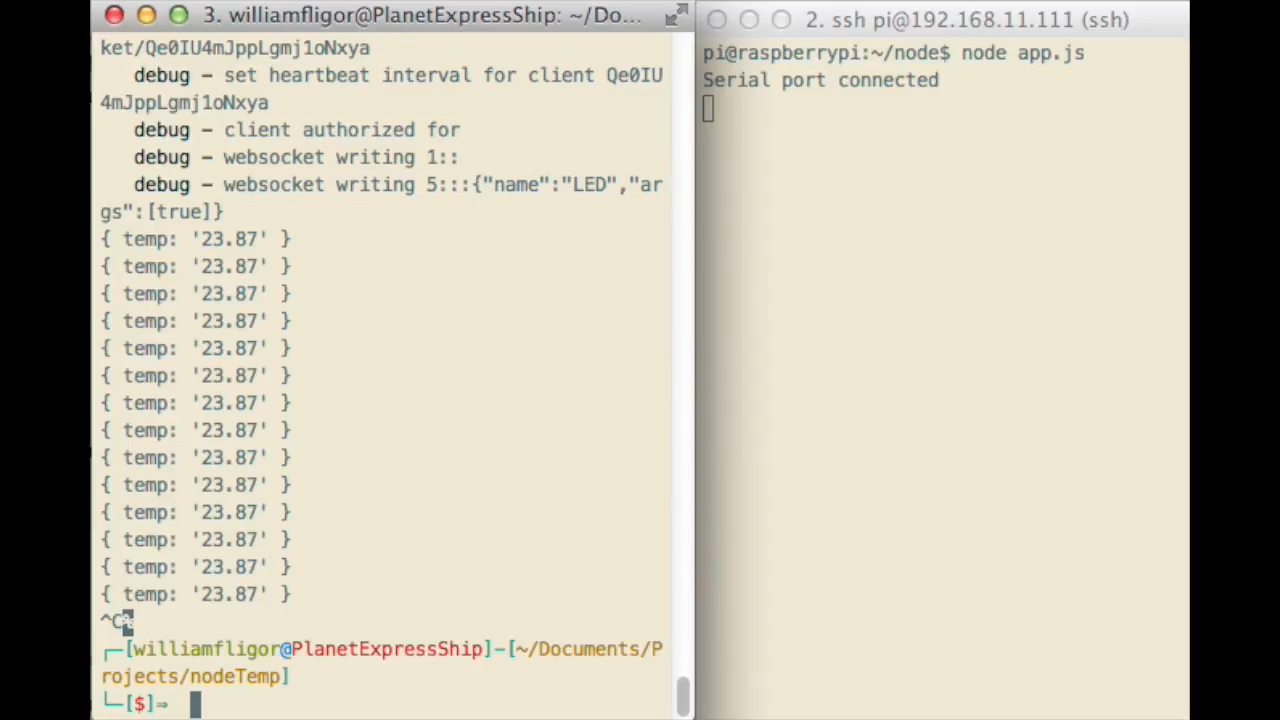 3. williamfligor@PlanetExpressShip: ~/Do...
ket/Qe0IU4mJppLgmj1oNxya
debug - set heartbeat interval for client Qe0IU
4mJppLgmj1oNxya
debug - client authorized for
debug - websocket writing 1::
debug - websocket writing 5:::{"name":"LED","ar
gs":[true]}
{ temp: '23.87' }
{ temp: '23.87' }
{ temp: '23.87' }
{ temp: '23.87' }
{ temp: '23.87' }
{ temp: '23.87' }
{ temp: '23.87' }
{ temp: '23.87' }
{ temp: '23.87' }
{ temp: '23.87' }
{ temp: '23.87' }
{ temp: '23.87' }
{ temp: '23.87' }
{ temp: '23.87' }
^C%
┌─[williamfligor@PlanetExpressShip]-[~/Documents/P
rojects/nodeTemp]
└─[$]⇒
2. ssh pi@192.168.11.111 (ssh)
pi@raspberrypi:~/node$ node app.js
Serial port connected